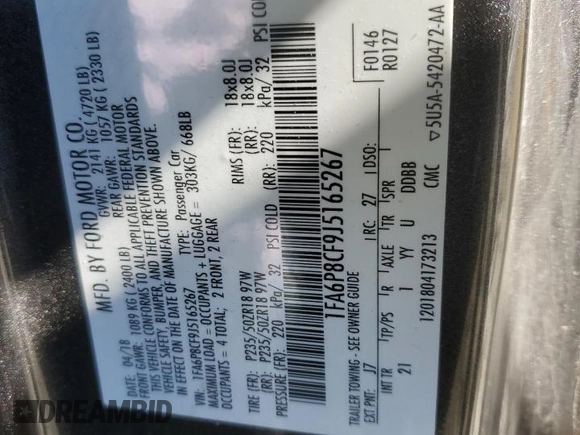 MFD. BY FORD MOTOR CO.
DATE: 04/18 GVWR: 2141 KG ( 4720 LB)
FRONT GAWR: 1089 KG ( 2400 LB) REAR GAWR: 1057 KG ( 2330 LB)
THIS VEHICLE CONFORMS TO ALL APPLICABLE FEDERAL MOTOR
VEHICLE SAFETY, BUMPER, AND THEFT PREVENTION STANDARDS
IN EFFECT ON THE DATE OF MANUFACTURE SHOWN ABOVE.
VIN: 1FA6P8CF9J5165267 TYPE: Passenger Car
MAX LOAD = OCCUPANTS + LUGGAGE = 303KG/ 668LB
OCCUPANTS = 4 TOTAL; 2 FRONT, 2 REAR
TIRE (FR): P235/50ZR18 97W RIMS (FR): 18x8.0J
TIRE (RR): P235/50ZR18 97W (RR): 18x8.0J
PRESSURE (FR): 220 kPa/ 32 PSI COLD (RR): 220 kPa/ 32 PSI COLD
1FA6P8CF9J5165267
F0146
R0127
TRAILER TOWING - SEE OWNER GUIDE
EXT PNT: J7 RC: 27 DSO:
INT TR TP/PS R AXLE TR SPR
21 I YY U DDBB
1201804173213 CMC ▽5U5A-5420472-AA
DREAMBID